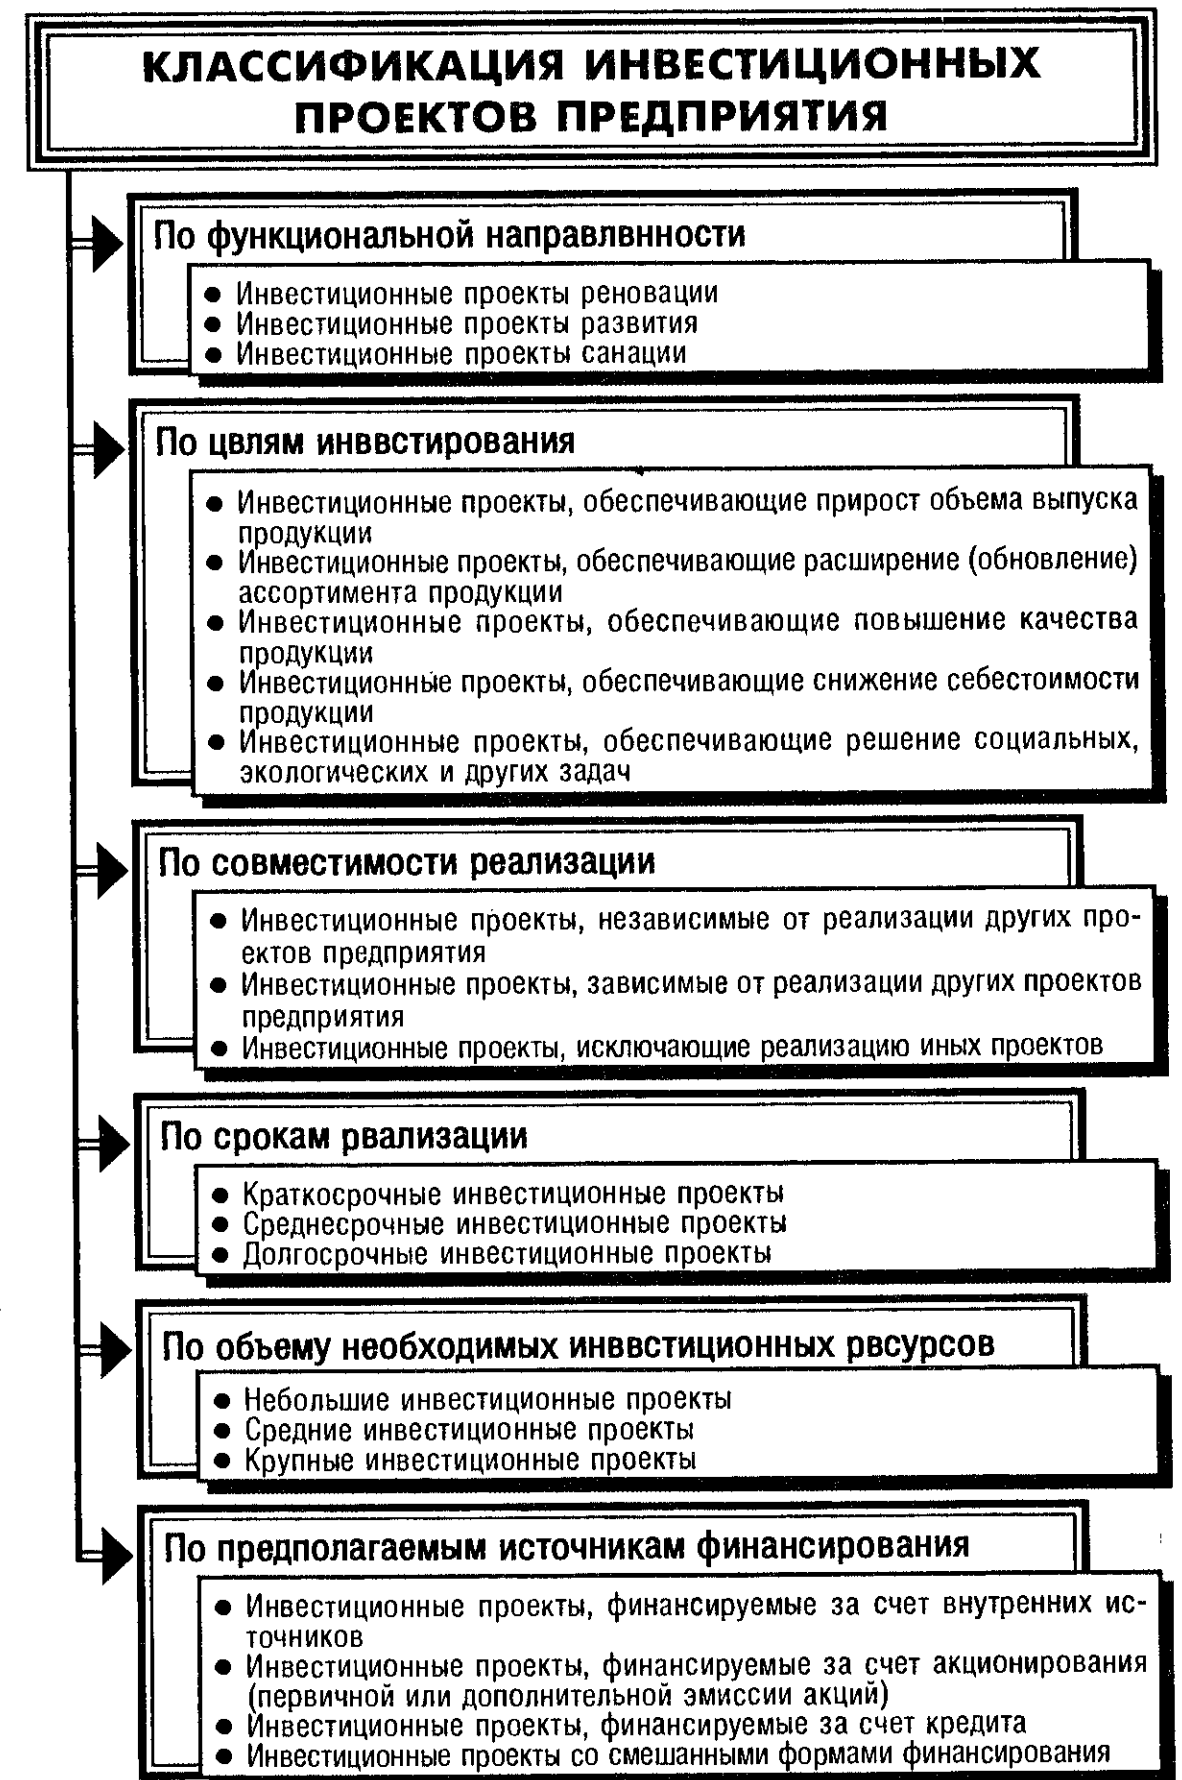 КЛАССИФИКАЦИЯ ИНВЕСТИЦИОННЫХ
ПРОЕКТОВ ПРЕДПРИЯТИЯ
По функциональной направлвнности
● Инвестиционные проекты реновации
● Инвестиционные проекты развития
● Инвестиционные проекты санации
По цвлям инввстирования
● Инвестиционные проекты, обеспечивающие прирост объема выпуска
продукции
● Инвестиционные проекты, обеспечивающие расширение (обновление)
ассортимента продукции
● Инвестиционные проекты, обеспечивающие повышение качества
продукции
● Инвестиционные проекты, обеспечивающие снижение себестоимости
продукции
● Инвестиционные проекты, обеспечивающие решение социальных,
экологических и других задач
По совместимости реализации
● Инвестиционные проекты, независимые от реализации других про-
ектов предприятия
● Инвестиционные проекты, зависимые от реализации других проектов
предприятия
● Инвестиционные проекты, исключающие реализацию иных проектов
По срокам рвализации
● Краткосрочные инвестиционные проекты
● Среднесрочные инвестиционные проекты
● Долгосрочные инвестиционные проекты
По объему необходимых инввстиционных рвсурсов
● Небольшие инвестиционные проекты
● Средние инвестиционные проекты
● Крупные инвестиционные проекты
По предполагаемым источникам финансирования
● Инвестиционные проекты, финансируемые за счет внутренних ис-
точников
● Инвестиционные проекты, финансируемые за счет акционирования
(первичной или дополнительной эмиссии акций)
● Инвестиционные проекты, финансируемые за счет кредита
● Инвестиционные проекты со смешанными формами финансирования